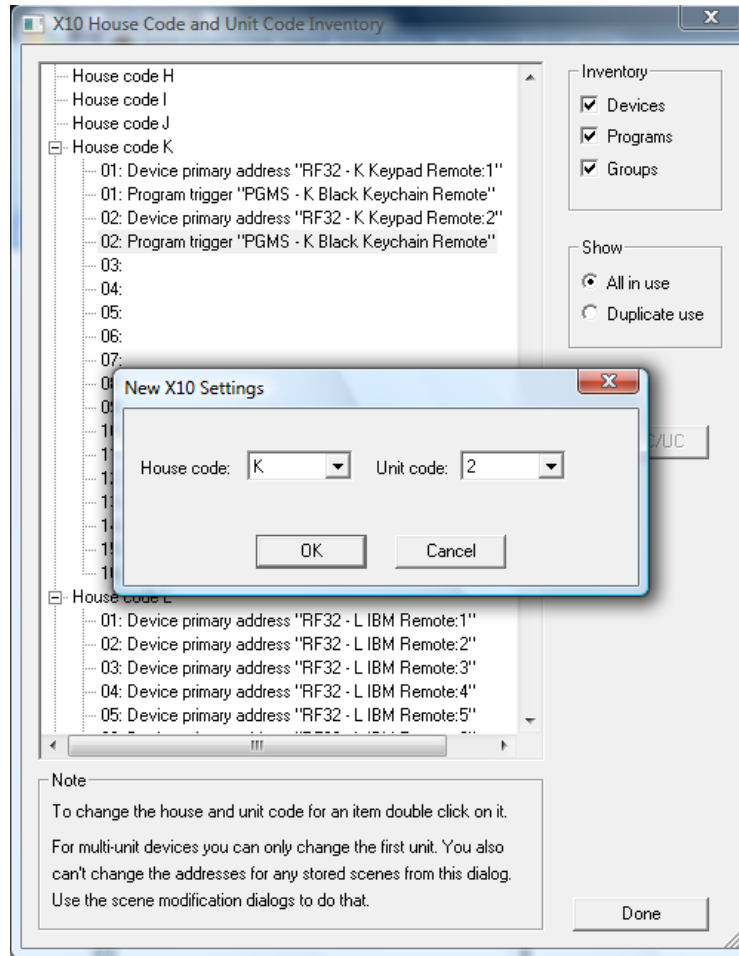 X10 House Code and Unit Code Inventory
X
House code H
House code I
House code J
House code K
01: Device primary address "RF32 - K Keypad Remote:1"
01: Program trigger "PGMS - K Black Keychain Remote"
02: Device primary address "RF32 - K Keypad Remote:2"
02: Program trigger "PGMS - K Black Keychain Remote"
03:
04:
05:
06:
07:
Inventory
Devices
Programs
Groups
Show
All in use
Duplicate use
/UC
New X10 Settings
X
House code: K Unit code: 2
OK Cancel
House code L
01: Device primary address "RF32 - L IBM Remote:1"
02: Device primary address "RF32 - L IBM Remote:2"
03: Device primary address "RF32 - L IBM Remote:3"
04: Device primary address "RF32 - L IBM Remote:4"
05: Device primary address "RF32 - L IBM Remote:5"
Note
To change the house and unit code for an item double click on it.
For multi-unit devices you can only change the first unit. You also
can't change the addresses for any stored scenes from this dialog.
Use the scene modification dialogs to do that.
Done